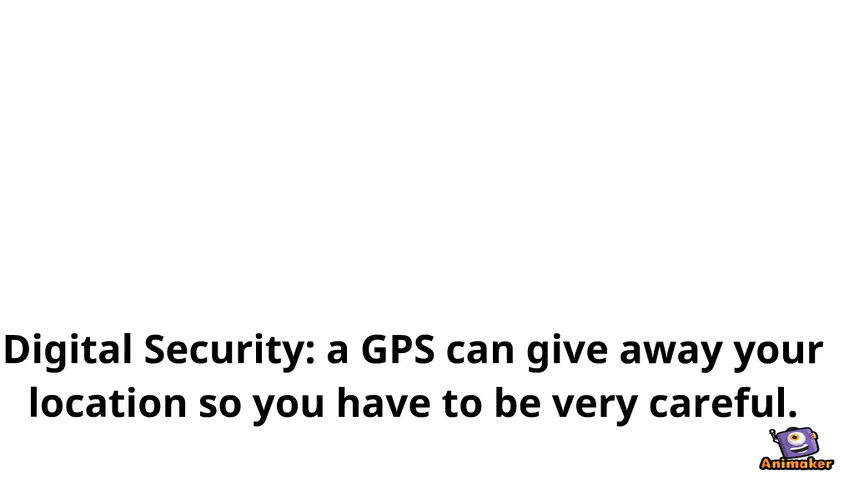 Digital Security: a GPS can give away your
location so you have to be very careful.
Animaker